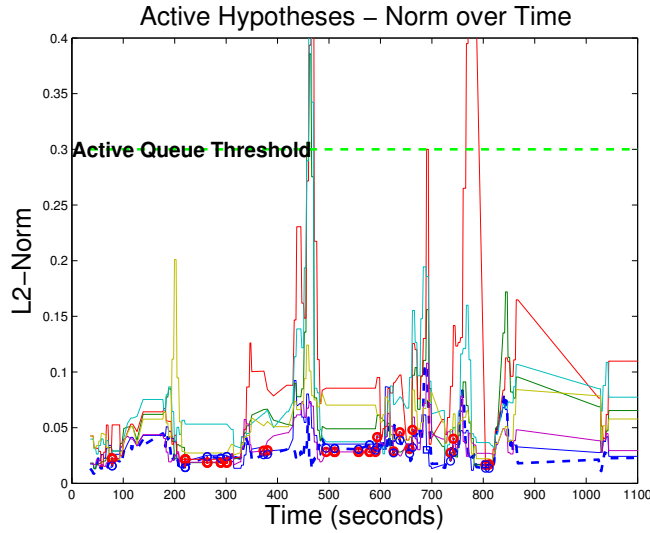 Active Hypotheses − Norm over Time
0.4
0.35
0.3
0.25
0.2
0.15
0.1
0.05
0
Active Queue Threshold
L2−Norm
0 100 200 300 400 500 600 700 800 900 1000 1100
Time (seconds)